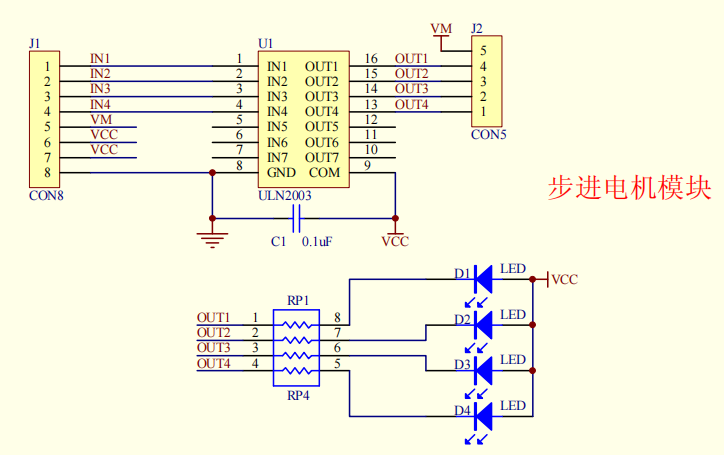 VM
J1 U1 J2
1 IN1 1 IN1 OUT1 16 OUT1 5
2 IN2 2 IN2 OUT2 15 OUT2 4
3 IN3 3 IN3 OUT3 14 OUT3 3
4 IN4 4 IN4 OUT4 13 OUT4 2
5 VM 5 IN5 OUT5 12 1
6 VCC 6 IN6 OUT6 11 CON5
7 VCC 7 IN7 OUT7 10
8 8 GND COM 9
CON8 ULN2003
步进电机模块
C1 0.1uF VCC
D1 LED
VCC
RP1
OUT1 1 8 D2 LED
OUT2 2 7
OUT3 3 6 D3 LED
OUT4 4 5
RP4
D4 LED